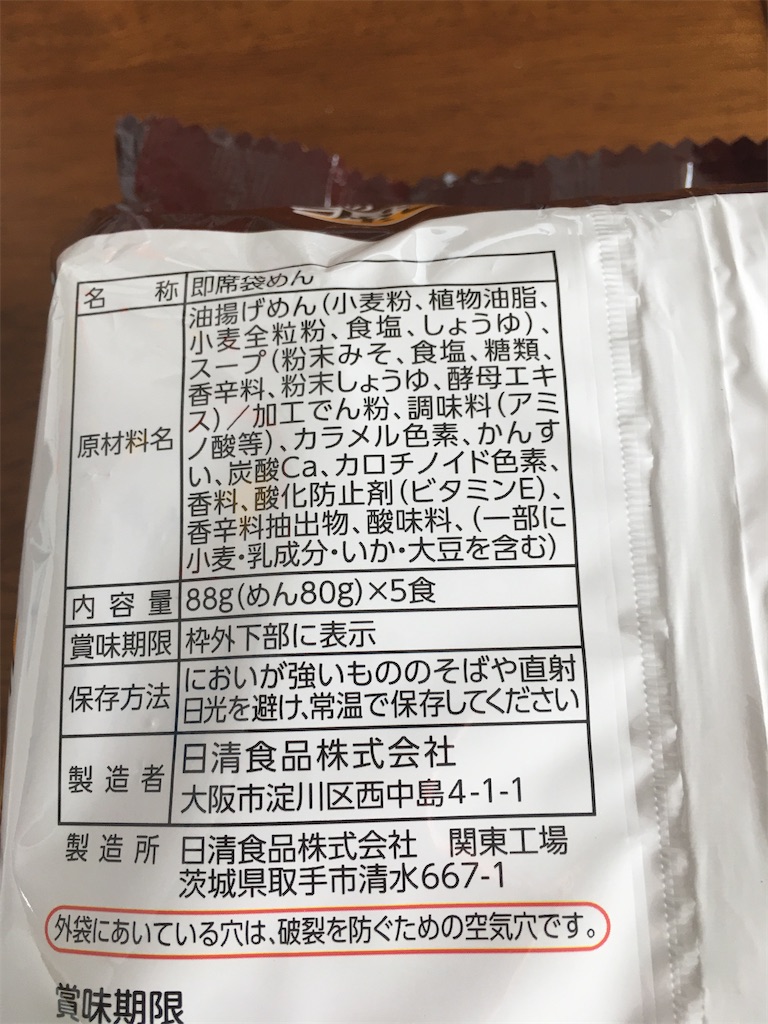 名称 即席袋めん
原材料名 油揚げめん(小麦粉、植物油脂、
小麦全粒粉、食塩、しょうゆ)、
スープ(粉末みそ、食塩、糖類、
香辛料、粉末しょうゆ、酵母エキ
ス)/加工でん粉、調味料(アミ
ノ酸等)、カラメル色素、かんす
い、炭酸Ca、カロチノイド色素、
香料、酸化防止剤(ビタミンE)、
香辛料抽出物、酸味料、(一部に
小麦・乳成分・いか・大豆を含む)
内容量 88g(めん80g)×5食
賞味期限 枠外下部に表示
保存方法 においが強いもののそばや直射
日光を避け、常温で保存してください
製造者 日清食品株式会社
大阪市淀川区西中島4-1-1
製造所 日清食品株式会社 関東工場
茨城県取手市清水667-1
外袋にあいている穴は、破裂を防ぐための空気穴です。
賞味期限